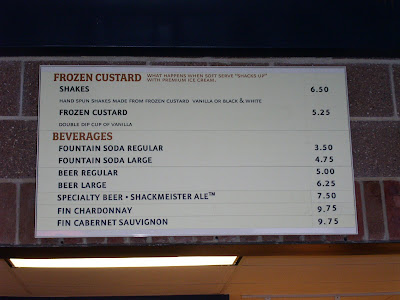 FROZEN CUSTARD WHAT HAPPENS WHEN SOFT SERVE "SHACKS UP"
WITH PREMIUM ICE CREAM.
SHAKES 6.50
HAND SPUN SHAKES MADE FROM FROZEN CUSTARD VANILLA OR BLACK & WHITE
FROZEN CUSTARD 5.25
DOUBLE DIP CUP OF VANILLA
BEVERAGES
FOUNTAIN SODA REGULAR 3.50
FOUNTAIN SODA LARGE 4.75
BEER REGULAR 5.00
BEER LARGE 6.25
SPECIALTY BEER • SHACKMEISTER ALE™ 7.50
FIN CHARDONNAY 9.75
FIN CABERNET SAUVIGNON 9.75